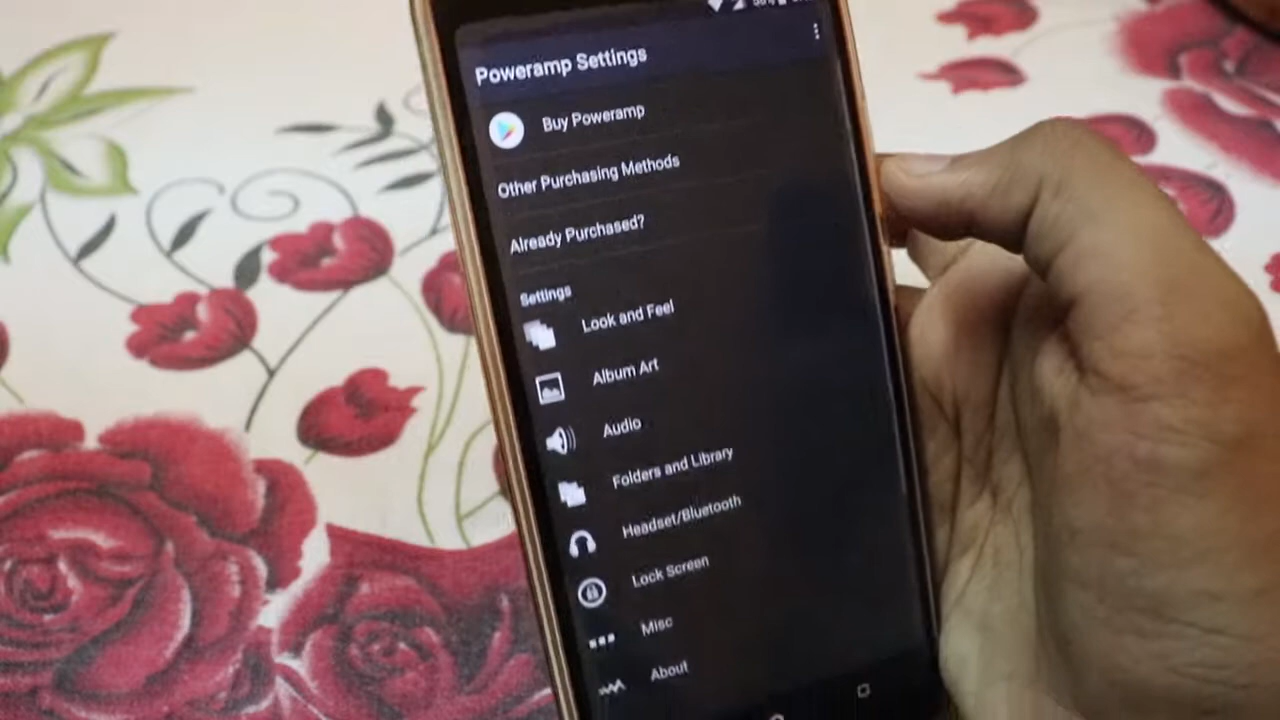 Poweramp Settings
Buy Poweramp
Other Purchasing Methods
Already Purchased?
Settings
Look and Feel
Album Art
Audio
Folders and Library
Headset/Bluetooth
Lock Screen
Misc
About